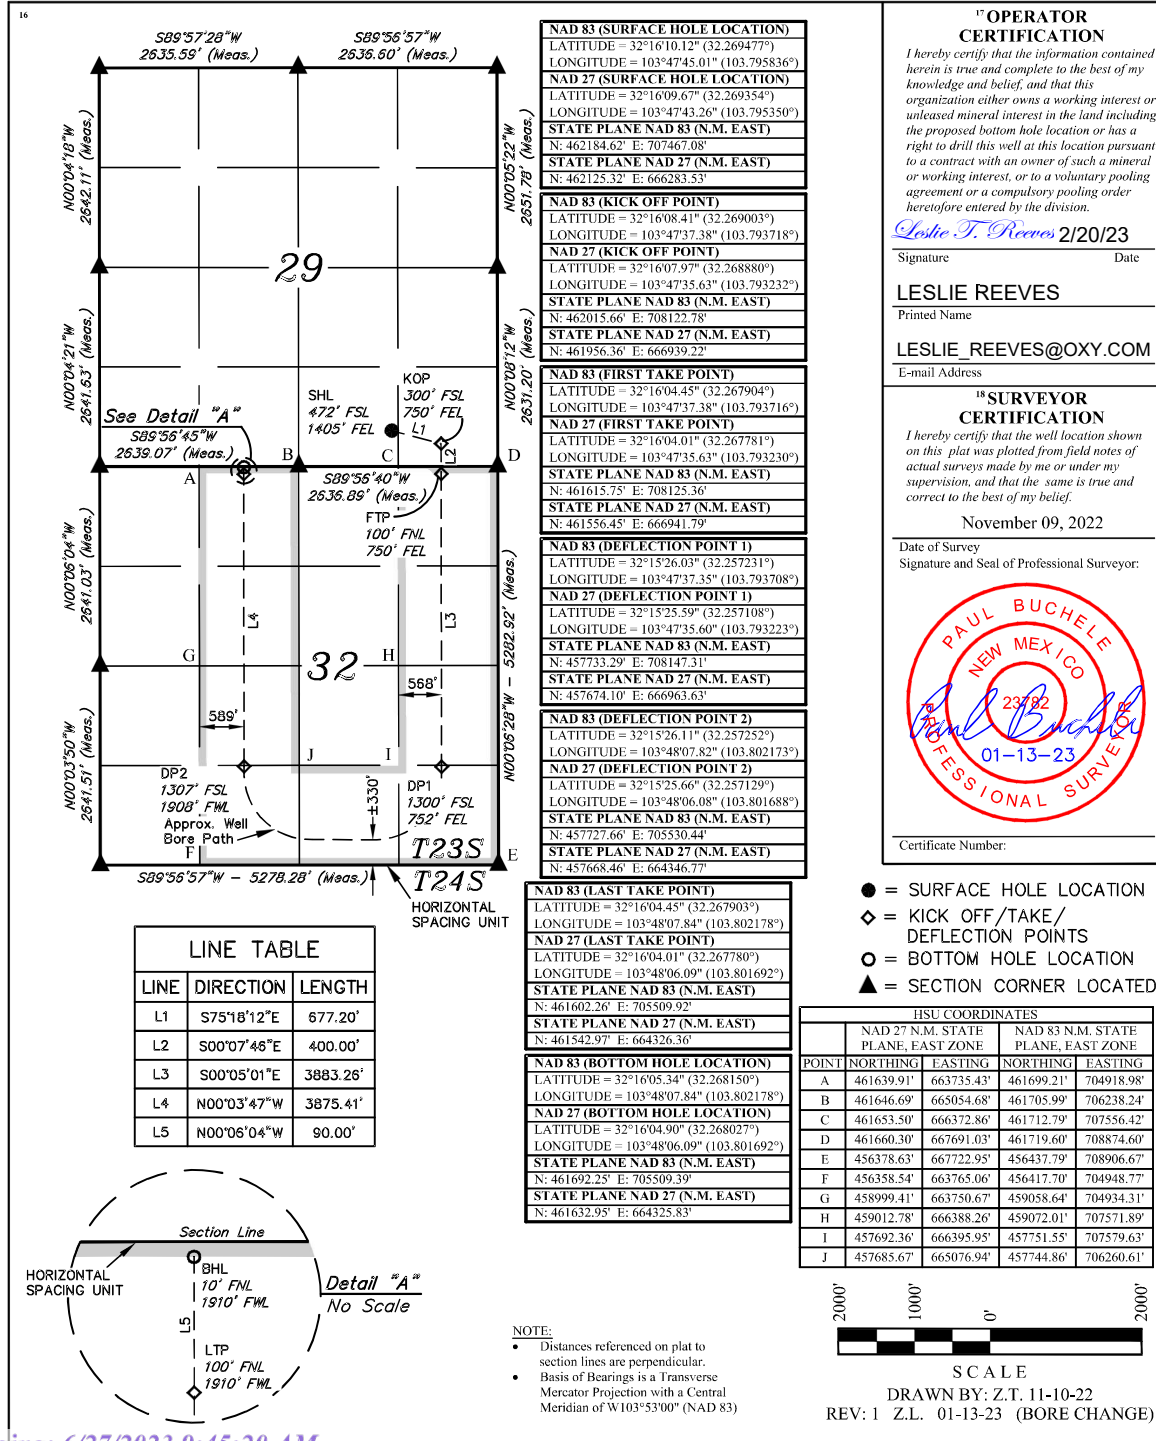 16
S89°57'28"W
2635.59' (Meas.)
S89°56'57"W
2636.60' (Meas.)
N00°04'18"W
2642.11' (Meas.)
N00°05'22"W
2651.78' (Meas.)
29
N00°04'21"W
2641.63' (Meas.)
N00°08'12"W
2631.20' (Meas.)
See Detail "A"
S89°56'45"W
2639.07' (Meas.)
SHL
472' FSL
1405' FEL
KOP
300' FSL
750' FEL
L1
L2
A
B
C
D
S89°56'40"W
2636.89' (Meas.)
FTP
100' FNL
750' FEL
N00°06'04"W
2641.03' (Meas.)
L4
L3
N00°06'28"W - 5282.92' (Meas.)
G
32
H
589'
568'
N00°03'50"W
2641.51' (Meas.)
J
I
DP2
1307' FSL
1908' FWL
Approx. Well
Bore Path
±330'
DP1
1300' FSL
752' FEL
F
T23S
E
S89°56'57"W - 5278.28' (Meas.)
T24S
HORIZONTAL
SPACING UNIT
NAD 83 (SURFACE HOLE LOCATION)
LATITUDE = 32°16'10.12" (32.269477°)
LONGITUDE = 103°47'45.01" (103.795836°)
NAD 27 (SURFACE HOLE LOCATION)
LATITUDE = 32°16'09.67" (32.269354°)
LONGITUDE = 103°47'43.26" (103.795350°)
STATE PLANE NAD 83 (N.M. EAST)
N: 462184.62' E: 707467.08'
STATE PLANE NAD 27 (N.M. EAST)
N: 462125.32' E: 666283.53'
NAD 83 (KICK OFF POINT)
LATITUDE = 32°16'08.41" (32.269003°)
LONGITUDE = 103°47'37.38" (103.793718°)
NAD 27 (KICK OFF POINT)
LATITUDE = 32°16'07.97" (32.268880°)
LONGITUDE = 103°47'35.63" (103.793232°)
STATE PLANE NAD 83 (N.M. EAST)
N: 462015.66' E: 708122.78'
STATE PLANE NAD 27 (N.M. EAST)
N: 461956.36' E: 666939.22'
NAD 83 (FIRST TAKE POINT)
LATITUDE = 32°16'04.45" (32.267904°)
LONGITUDE = 103°47'37.38" (103.793716°)
NAD 27 (FIRST TAKE POINT)
LATITUDE = 32°16'04.01" (32.267781°)
LONGITUDE = 103°47'35.63" (103.793230°)
STATE PLANE NAD 83 (N.M. EAST)
N: 461615.75' E: 708125.36'
STATE PLANE NAD 27 (N.M. EAST)
N: 461556.45' E: 666941.79'
NAD 83 (DEFLECTION POINT 1)
LATITUDE = 32°15'26.03" (32.257231°)
LONGITUDE = 103°47'37.35" (103.793708°)
NAD 27 (DEFLECTION POINT 1)
LATITUDE = 32°15'25.59" (32.257108°)
LONGITUDE = 103°47'35.60" (103.793223°)
STATE PLANE NAD 83 (N.M. EAST)
N: 457733.29' E: 708147.31'
STATE PLANE NAD 27 (N.M. EAST)
N: 457674.10' E: 666963.63'
NAD 83 (DEFLECTION POINT 2)
LATITUDE = 32°15'26.11" (32.257252°)
LONGITUDE = 103°48'07.82" (103.802173°)
NAD 27 (DEFLECTION POINT 2)
LATITUDE = 32°15'25.66" (32.257129°)
LONGITUDE = 103°48'06.08" (103.801688°)
STATE PLANE NAD 83 (N.M. EAST)
N: 457727.66' E: 705530.44'
STATE PLANE NAD 27 (N.M. EAST)
N: 457668.46' E: 664346.77'
NAD 83 (LAST TAKE POINT)
LATITUDE = 32°16'04.45" (32.267903°)
LONGITUDE = 103°48'07.84" (103.802178°)
NAD 27 (LAST TAKE POINT)
LATITUDE = 32°16'04.01" (32.267780°)
LONGITUDE = 103°48'06.09" (103.801692°)
STATE PLANE NAD 83 (N.M. EAST)
N: 461602.26' E: 705509.92'
STATE PLANE NAD 27 (N.M. EAST)
N: 461542.97' E: 664326.36'
NAD 83 (BOTTOM HOLE LOCATION)
LATITUDE = 32°16'05.34" (32.268150°)
LONGITUDE = 103°48'07.84" (103.802178°)
NAD 27 (BOTTOM HOLE LOCATION)
LATITUDE = 32°16'04.90" (32.268027°)
LONGITUDE = 103°48'06.09" (103.801692°)
STATE PLANE NAD 83 (N.M. EAST)
N: 461692.25' E: 705509.39'
STATE PLANE NAD 27 (N.M. EAST)
N: 461632.95' E: 664325.83'
17 OPERATOR
CERTIFICATION
I hereby certify that the information contained
herein is true and complete to the best of my
knowledge and belief, and that this
organization either owns a working interest or
unleased mineral interest in the land including
the proposed bottom hole location or has a
right to drill this well at this location pursuant
to a contract with an owner of such a mineral
or working interest, or to a voluntary pooling
agreement or a compulsory pooling order
heretofore entered by the division.
Leslie T. Reeves 2/20/23
Signature Date
LESLIE REEVES
Printed Name
LESLIE_REEVES@OXY.COM
E-mail Address
18 SURVEYOR
CERTIFICATION
I hereby certify that the well location shown
on this plat was plotted from field notes of
actual surveys made by me or under my
supervision, and that the same is true and
correct to the best of my belief.
November 09, 2022
Date of Survey
Signature and Seal of Professional Surveyor:
PAUL BUCHELE
NEW MEXICO
23782
Paul Buchele
01-13-23
PROFESSIONAL SURVEYOR
Certificate Number:
= SURFACE HOLE LOCATION
= KICK OFF/TAKE/
DEFLECTION POINTS
= BOTTOM HOLE LOCATION
= SECTION CORNER LOCATED
LINE TABLE
LINE DIRECTION LENGTH
L1 S75°18'12"E 677.20'
L2 S00°07'46"E 400.00'
L3 S00°05'01"E 3883.26'
L4 N00°03'47"W 3875.41'
L5 N00°06'04"W 90.00'
HSU COORDINATES
NAD 27 N.M. STATE PLANE, EAST ZONE NAD 83 N.M. STATE PLANE, EAST ZONE
POINT NORTHING EASTING NORTHING EASTING
A 461639.91' 663735.43' 461699.21' 704918.98'
B 461646.69' 665054.68' 461705.99' 706238.24'
C 461653.50' 666372.86' 461712.79' 707556.42'
D 461660.30' 667691.03' 461719.60' 708874.60'
E 456378.63' 667722.95' 456437.79' 708906.67'
F 456358.54' 663765.06' 456417.70' 704948.77'
G 458999.41' 663750.67' 459058.64' 704934.31'
H 459012.78' 666388.26' 459072.01' 707571.89'
I 457692.36' 666395.95' 457751.55' 707579.63'
J 457685.67' 665076.94' 457744.86' 706260.61'
Section Line
HORIZONTAL
SPACING UNIT
BHL
10' FNL
1910' FWL
L5
LTP
100' FNL
1910' FWL
Detail "A"
No Scale
NOTE:
• Distances referenced on plat to
section lines are perpendicular.
• Basis of Bearings is a Transverse
Mercator Projection with a Central
Meridian of W103°53'00" (NAD 83)
2000' 1000' 0' 2000'
SCALE
DRAWN BY: Z.T. 11-10-22
REV: 1 Z.L. 01-13-23 (BORE CHANGE)
6/27/2023 9:45:20 AM